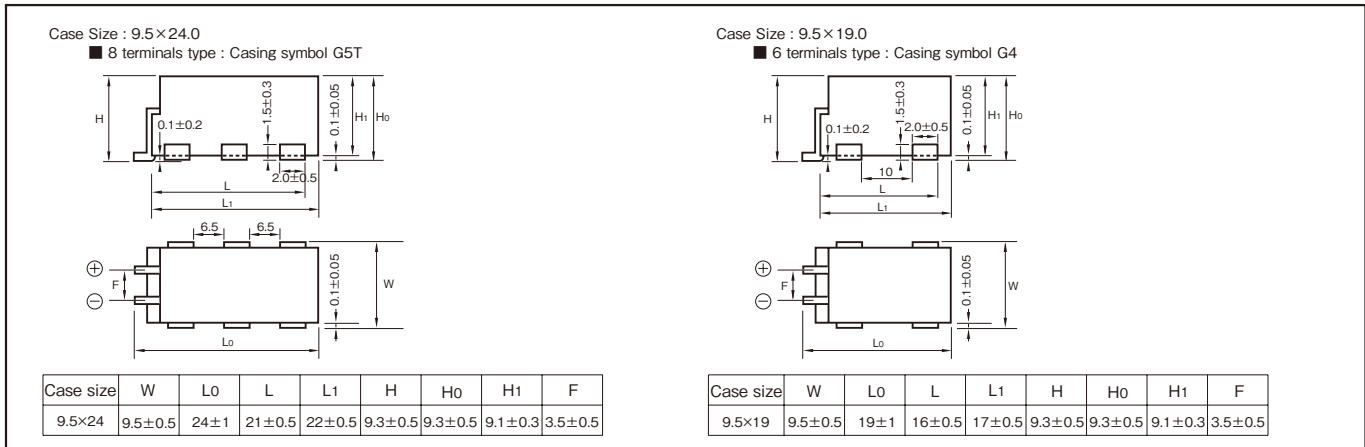 Case Size : 9.5×24.0
■ 8 terminals type : Casing symbol G5T
H
0.1±0.2
1.5±0.3
0.1±0.05
H1
H0
2.0±0.5
L
L1
6.5
6.5
⊕
F
⊖
0.1±0.05
W
L0
Case size W L0 L L1 H H0 H1 F
9.5×24 9.5±0.5 24±1 21±0.5 22±0.5 9.3±0.5 9.3±0.5 9.1±0.3 3.5±0.5
Case Size : 9.5×19.0
■ 6 terminals type : Casing symbol G4
H
0.1±0.2
1.5±0.3
2.0±0.5
0.1±0.05
H1
H0
10
L
L1
⊕
F
⊖
0.1±0.05
W
L0
Case size W L0 L L1 H H0 H1 F
9.5×19 9.5±0.5 19±1 16±0.5 17±0.5 9.3±0.5 9.3±0.5 9.1±0.3 3.5±0.5